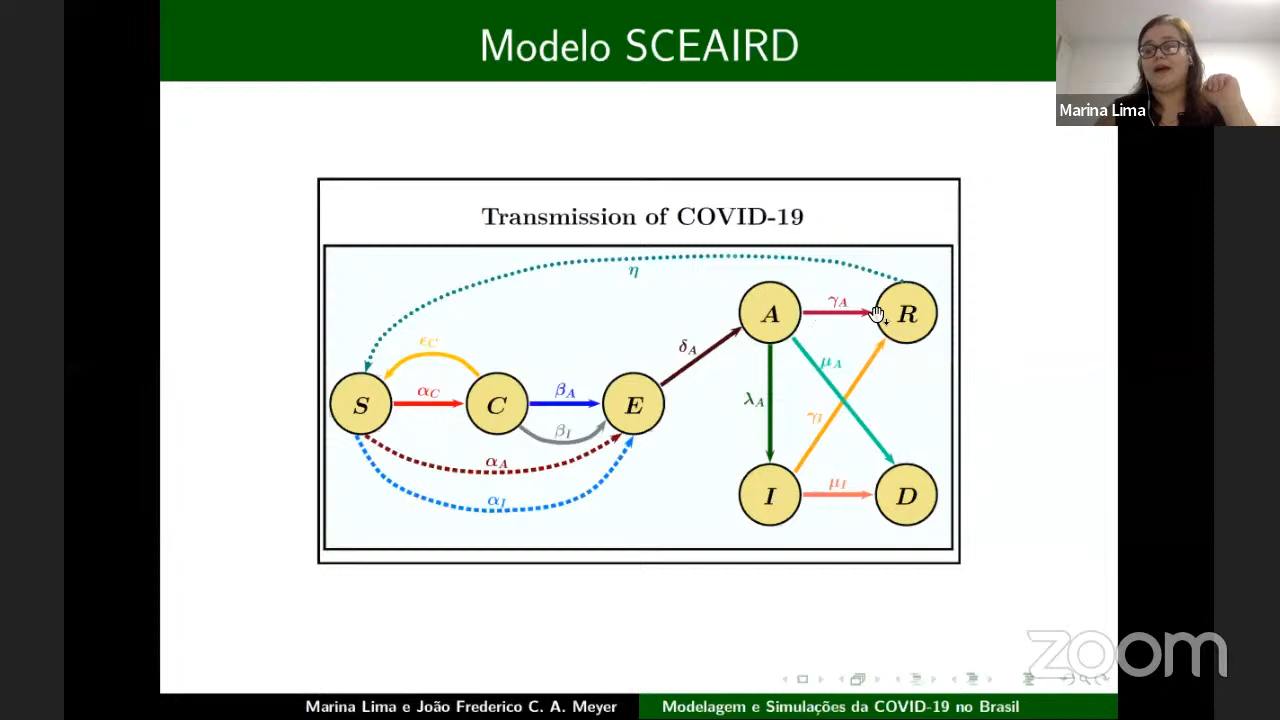 Modelo SCEAIRD
Marina Lima
Transmission of COVID-19
η
γA
A
R
δA
μA
ϵC
λA
αC
βA
S
C
E
βI
γI
αA
αI
I
μI
D
zoom
Marina Lima e João Frederico C. A. Meyer
Modelagem e Simulações da COVID-19 no Brasil